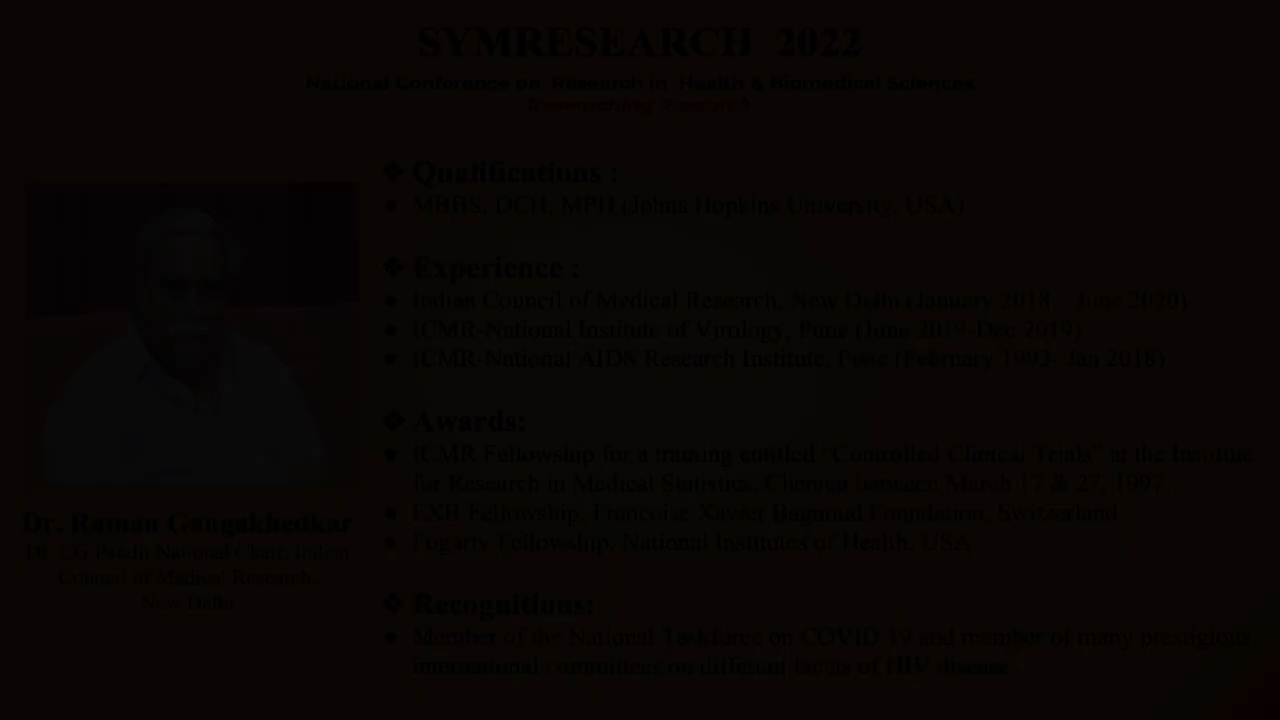 SYMRESEARCH 2022
National Conference on Research in Health & Biomedical Sciences
Researching Research
❖ Qualifications :
● MBBS, DCH, MPH (Johns Hopkins University, USA)
❖ Experience :
● Indian Council of Medical Research, New Delhi (January 2018 – June 2020)
● ICMR-National Institute of Virology, Pune (June 2019-Dec 2019)
● ICMR-National AIDS Research Institute, Pune (February 1993- Jan 2018)
❖ Awards:
● ICMR Fellowship for a training entitled "Controlled Clinical Trials" at the Institute
for Research in Medical Statistics, Chennai between March 17 & 27, 1997.
● FXB Fellowship, Francoise Xavier Bagnoud Foundation, Switzerland
● Fogarty Fellowship, National Institutes of Health, USA
❖ Recognitions:
● Member of the National Taskforce on COVID 19 and member of many prestigious
international committees on different facets of HIV disease
Dr. Raman Gangakhedkar
Dr. CG Pandit National Chair, Indian
Council of Medical Research,
New Delhi